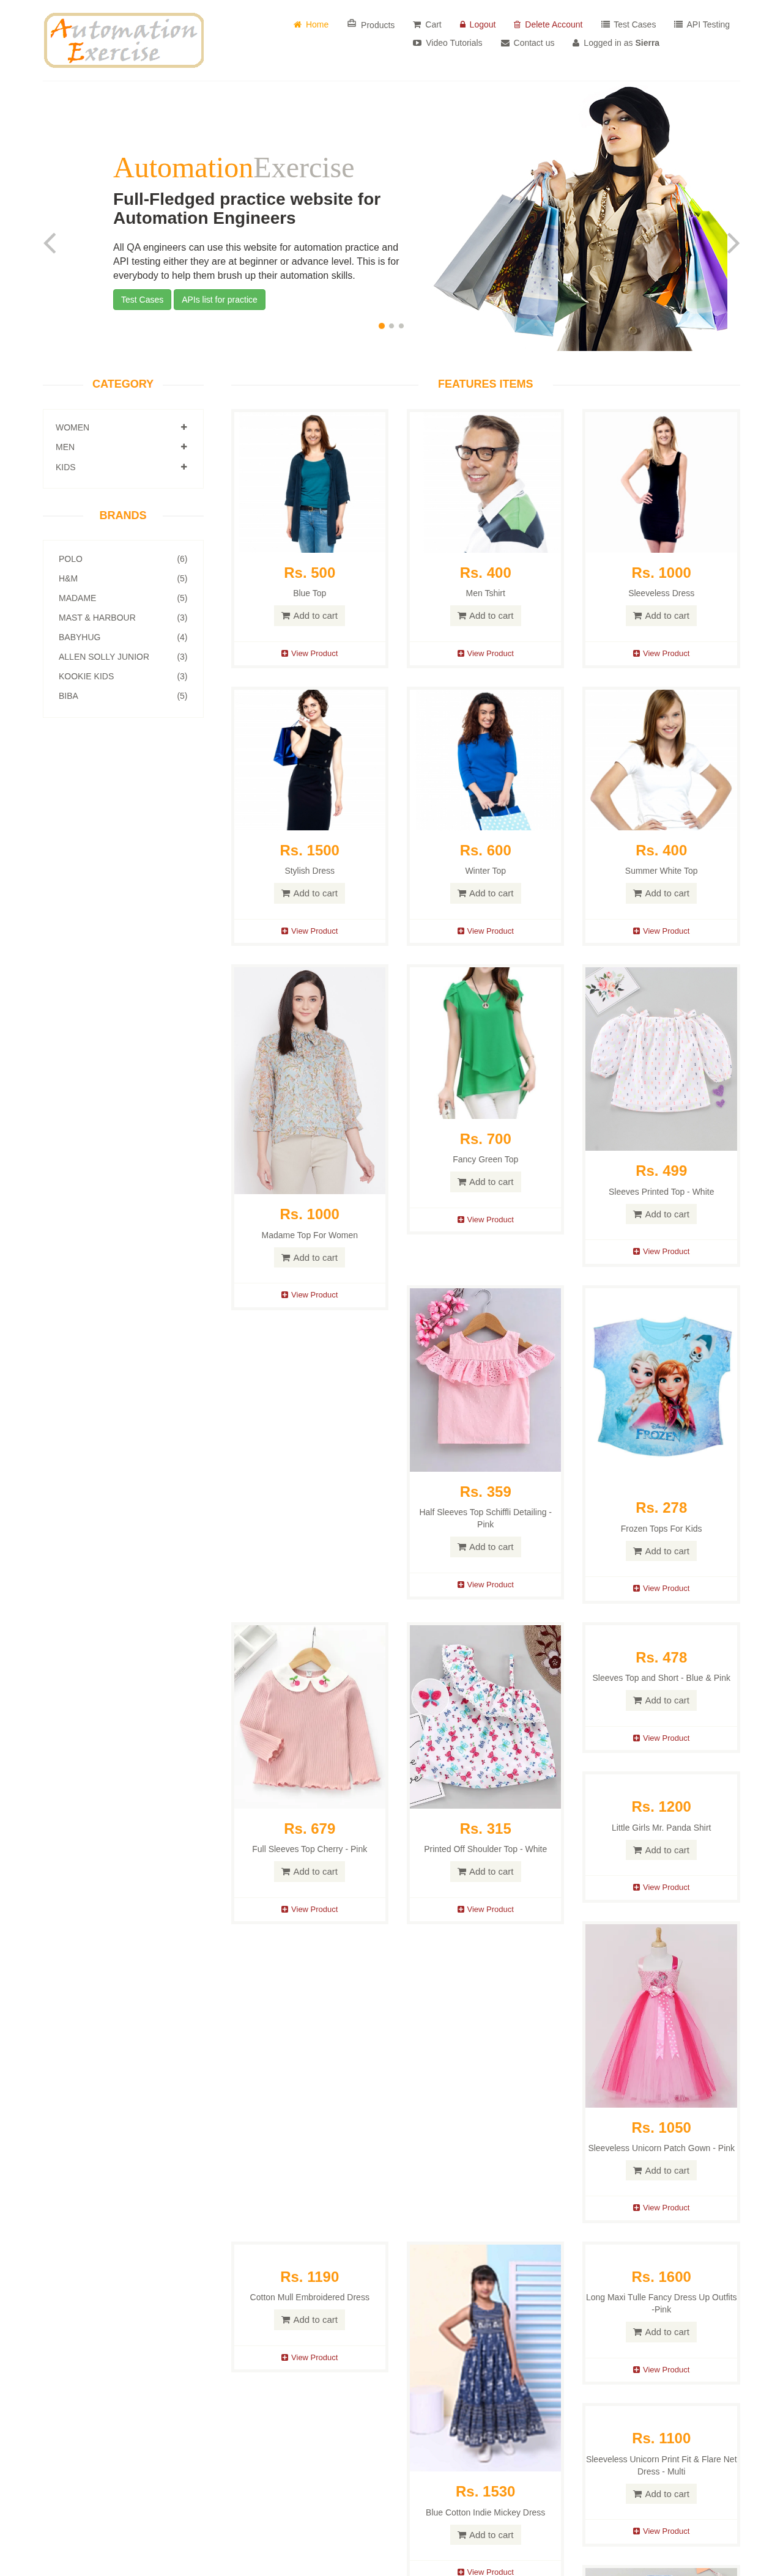 Automation
Exercise
Home
Products
Cart
Logout
Delete Account
Test Cases
API Testing
Video Tutorials
Contact us
Logged in as Sierra
AutomationExercise
Full-Fledged practice website for
Automation Engineers
All QA engineers can use this website for automation practice and
API testing either they are at beginner or advance level. This is for
everybody to help them brush up their automation skills.
Test Cases
APIs list for practice
CATEGORY
WOMEN
MEN
KIDS
BRANDS
POLO (6)
H&M (5)
MADAME (5)
MAST & HARBOUR (3)
BABYHUG (4)
ALLEN SOLLY JUNIOR (3)
KOOKIE KIDS (3)
BIBA (5)
FEATURES ITEMS
Rs. 500
Blue Top
Add to cart
View Product
Rs. 400
Men Tshirt
Add to cart
View Product
Rs. 1000
Sleeveless Dress
Add to cart
View Product
Rs. 1500
Stylish Dress
Add to cart
View Product
Rs. 600
Winter Top
Add to cart
View Product
Rs. 400
Summer White Top
Add to cart
View Product
Rs. 1000
Madame Top For Women
Add to cart
View Product
Rs. 700
Fancy Green Top
Add to cart
View Product
Rs. 499
Sleeves Printed Top - White
Add to cart
View Product
Rs. 359
Half Sleeves Top Schiffli Detailing -
Pink
Add to cart
View Product
Disney
FROZEN
Rs. 278
Frozen Tops For Kids
Add to cart
View Product
Rs. 679
Full Sleeves Top Cherry - Pink
Add to cart
View Product
Rs. 315
Printed Off Shoulder Top - White
Add to cart
View Product
Rs. 478
Sleeves Top and Short - Blue & Pink
Add to cart
View Product
Rs. 1200
Little Girls Mr. Panda Shirt
Add to cart
View Product
Rs. 1050
Sleeveless Unicorn Patch Gown - Pink
Add to cart
View Product
Rs. 1190
Cotton Mull Embroidered Dress
Add to cart
View Product
Rs. 1530
Blue Cotton Indie Mickey Dress
Add to cart
View Product
Rs. 1600
Long Maxi Tulle Fancy Dress Up Outfits
-Pink
Add to cart
View Product
Rs. 1100
Sleeveless Unicorn Print Fit & Flare Net
Dress - Multi
Add to cart
View Product